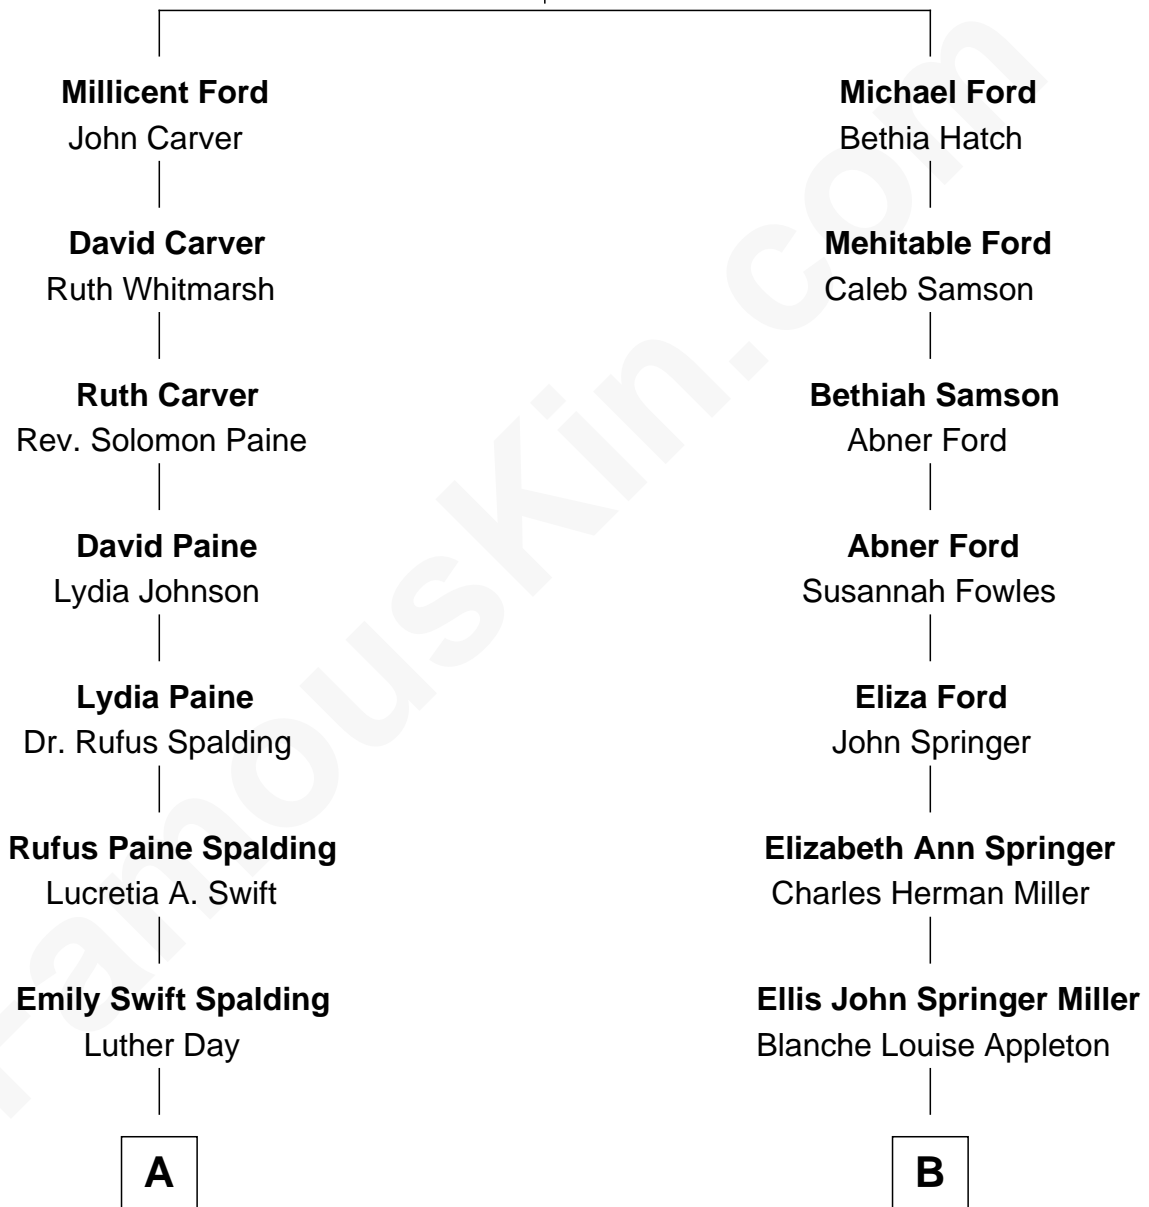 Millicent Ford
John Carver
David Carver
Ruth Whitmarsh
Ruth Carver
Rev. Solomon Paine
David Paine
Lydia Johnson
Lydia Paine
Dr. Rufus Spalding
Rufus Paine Spalding
Lucretia A. Swift
Emily Swift Spalding
Luther Day
A
Michael Ford
Bethia Hatch
Mehitable Ford
Caleb Samson
Bethiah Samson
Abner Ford
Abner Ford
Susannah Fowles
Eliza Ford
John Springer
Elizabeth Ann Springer
Charles Herman Miller
Ellis John Springer Miller
Blanche Louise Appleton
B
FamousKin.com